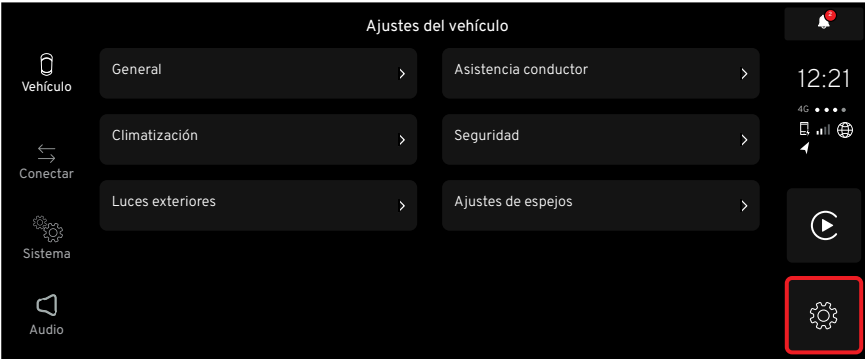 Ajustes del vehículo
2
Vehículo
General
Asistencia conductor
12:21
4G
Climatización
Seguridad
Conectar
Luces exteriores
Ajustes de espejos
Sistema
Audio